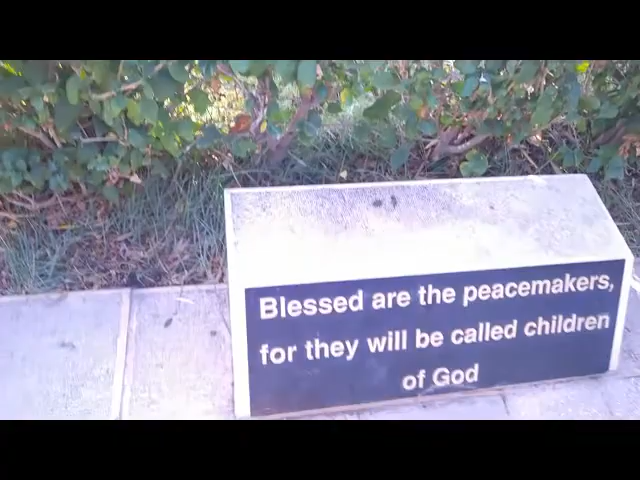 Blessed are the peacemakers,
for they will be called children
of God